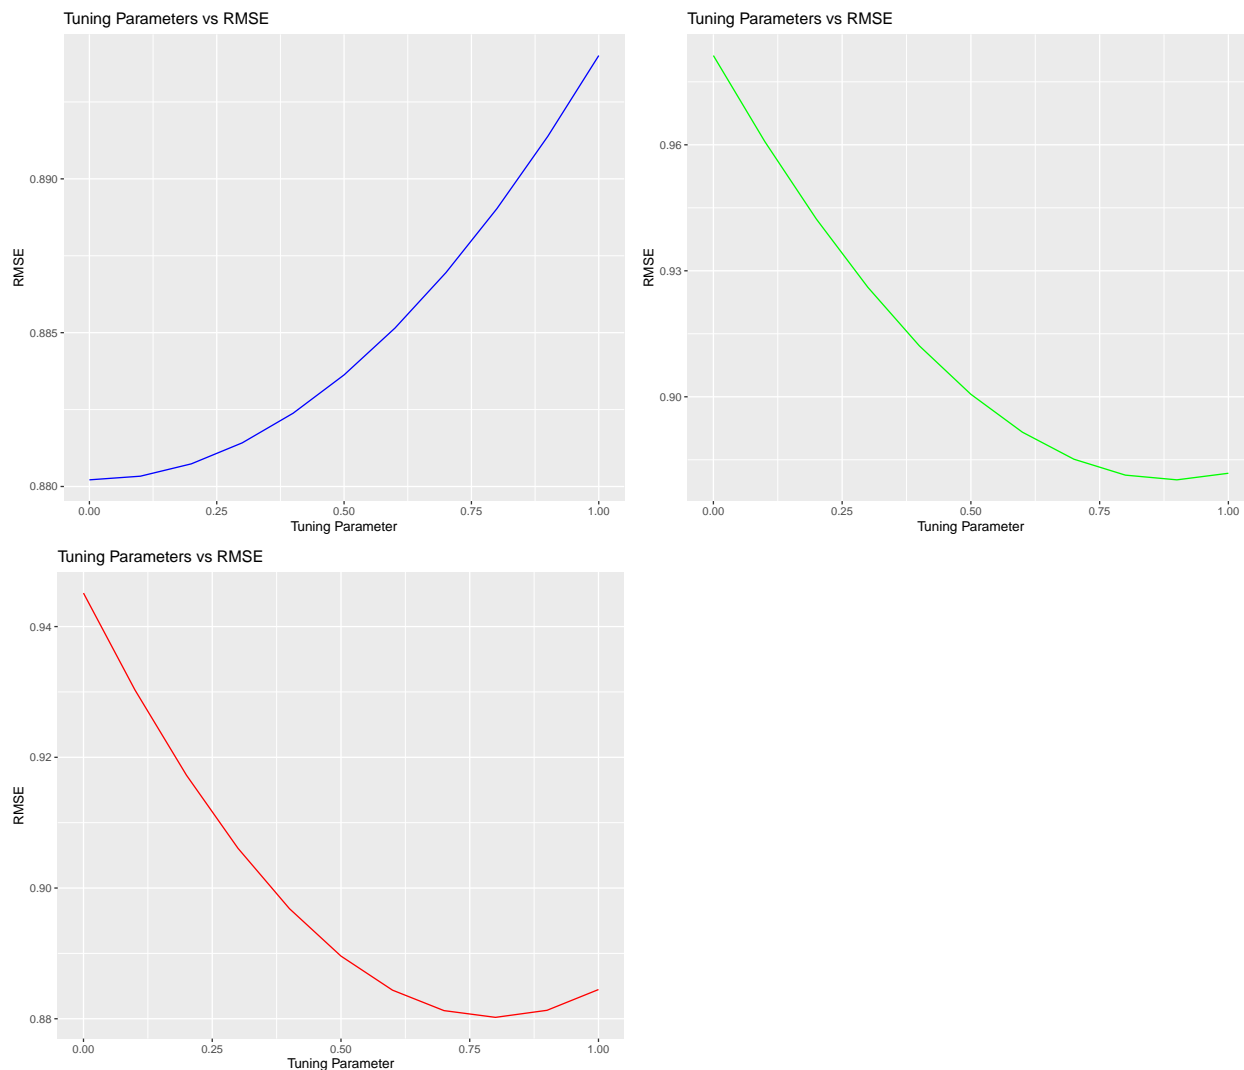 Tuning Parameters vs RMSE
RMSE
0.890
0.885
0.880
0.00 0.25 0.50 0.75 1.00
Tuning Parameter
Tuning Parameters vs RMSE
RMSE
0.96
0.93
0.90
0.00 0.25 0.50 0.75 1.00
Tuning Parameter
Tuning Parameters vs RMSE
RMSE
0.94
0.92
0.90
0.88
0.00 0.25 0.50 0.75 1.00
Tuning Parameter